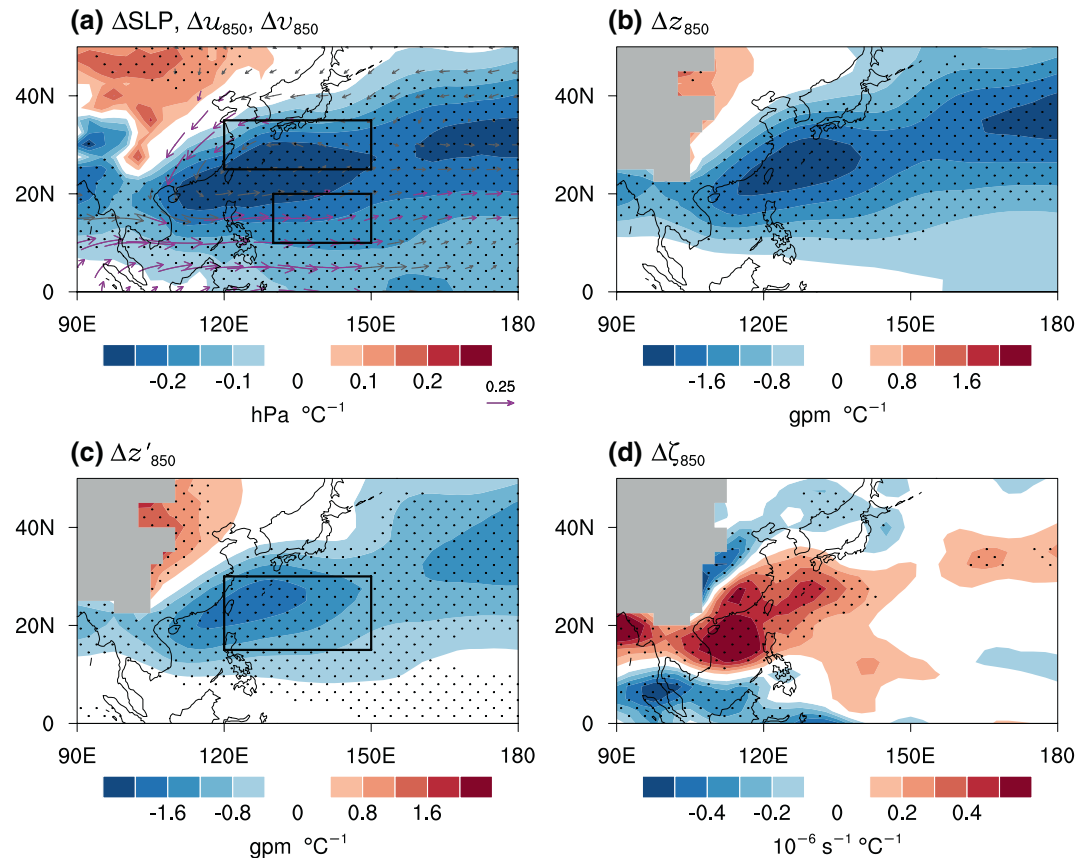 (a) ΔSLP, Δu₈₅₀, Δv₈₅₀
40N
20N
0
90E 120E 150E 180
-0.2 -0.1 0 0.1 0.2
0.25
hPa °C⁻¹
(b) Δz₈₅₀
40N
20N
0
90E 120E 150E 180
-1.6 -0.8 0 0.8 1.6
gpm °C⁻¹
(c) Δz'₈₅₀
40N
20N
0
90E 120E 150E 180
-1.6 -0.8 0 0.8 1.6
gpm °C⁻¹
(d) Δζ₈₅₀
40N
20N
0
90E 120E 150E 180
-0.4 -0.2 0 0.2 0.4
10⁻⁶ s⁻¹ °C⁻¹